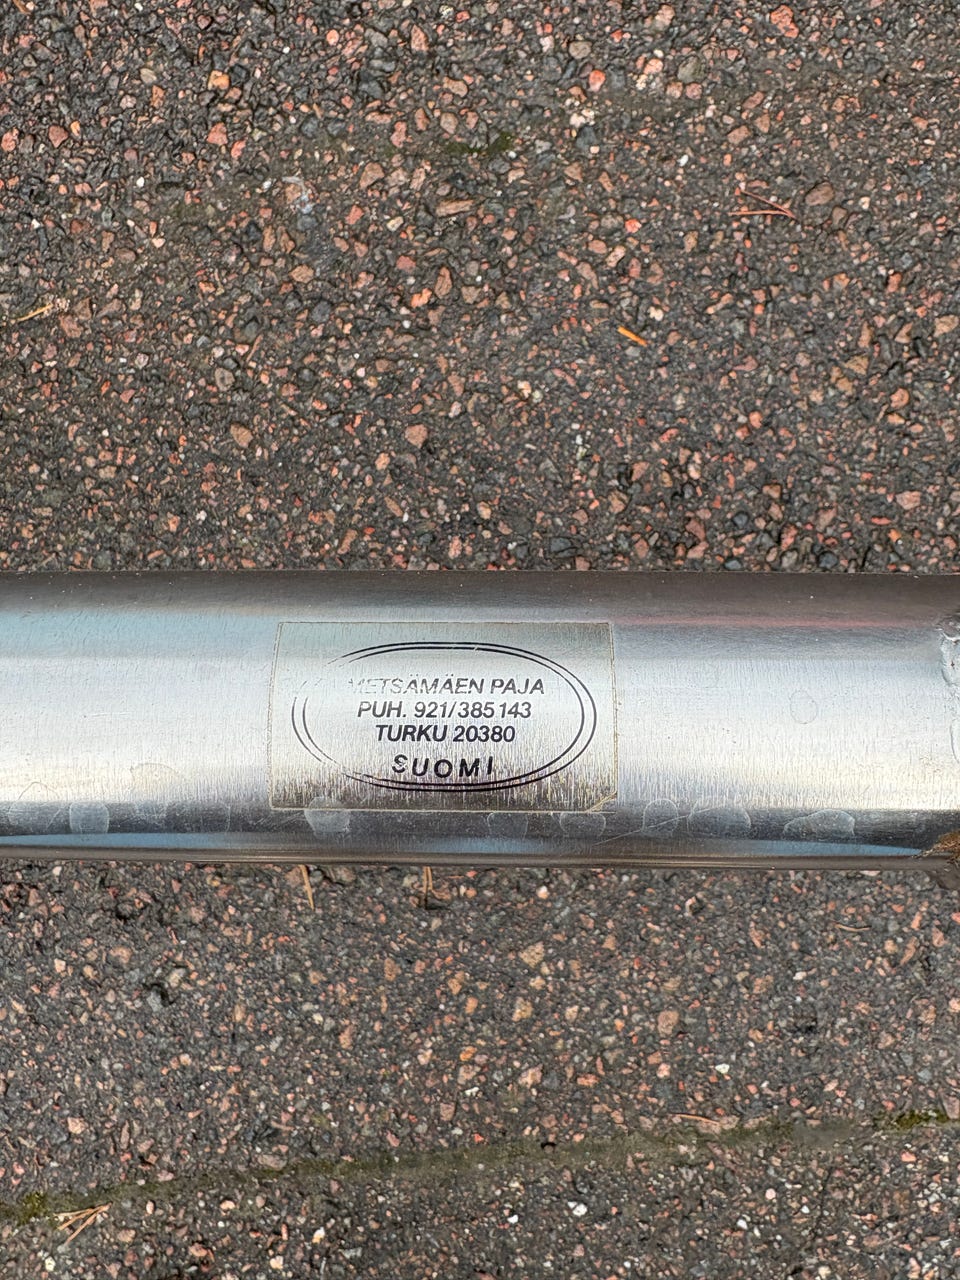 METSÄMÄEN PAJA
PUH. 921/385 143
TURKU 20380
SUOMI